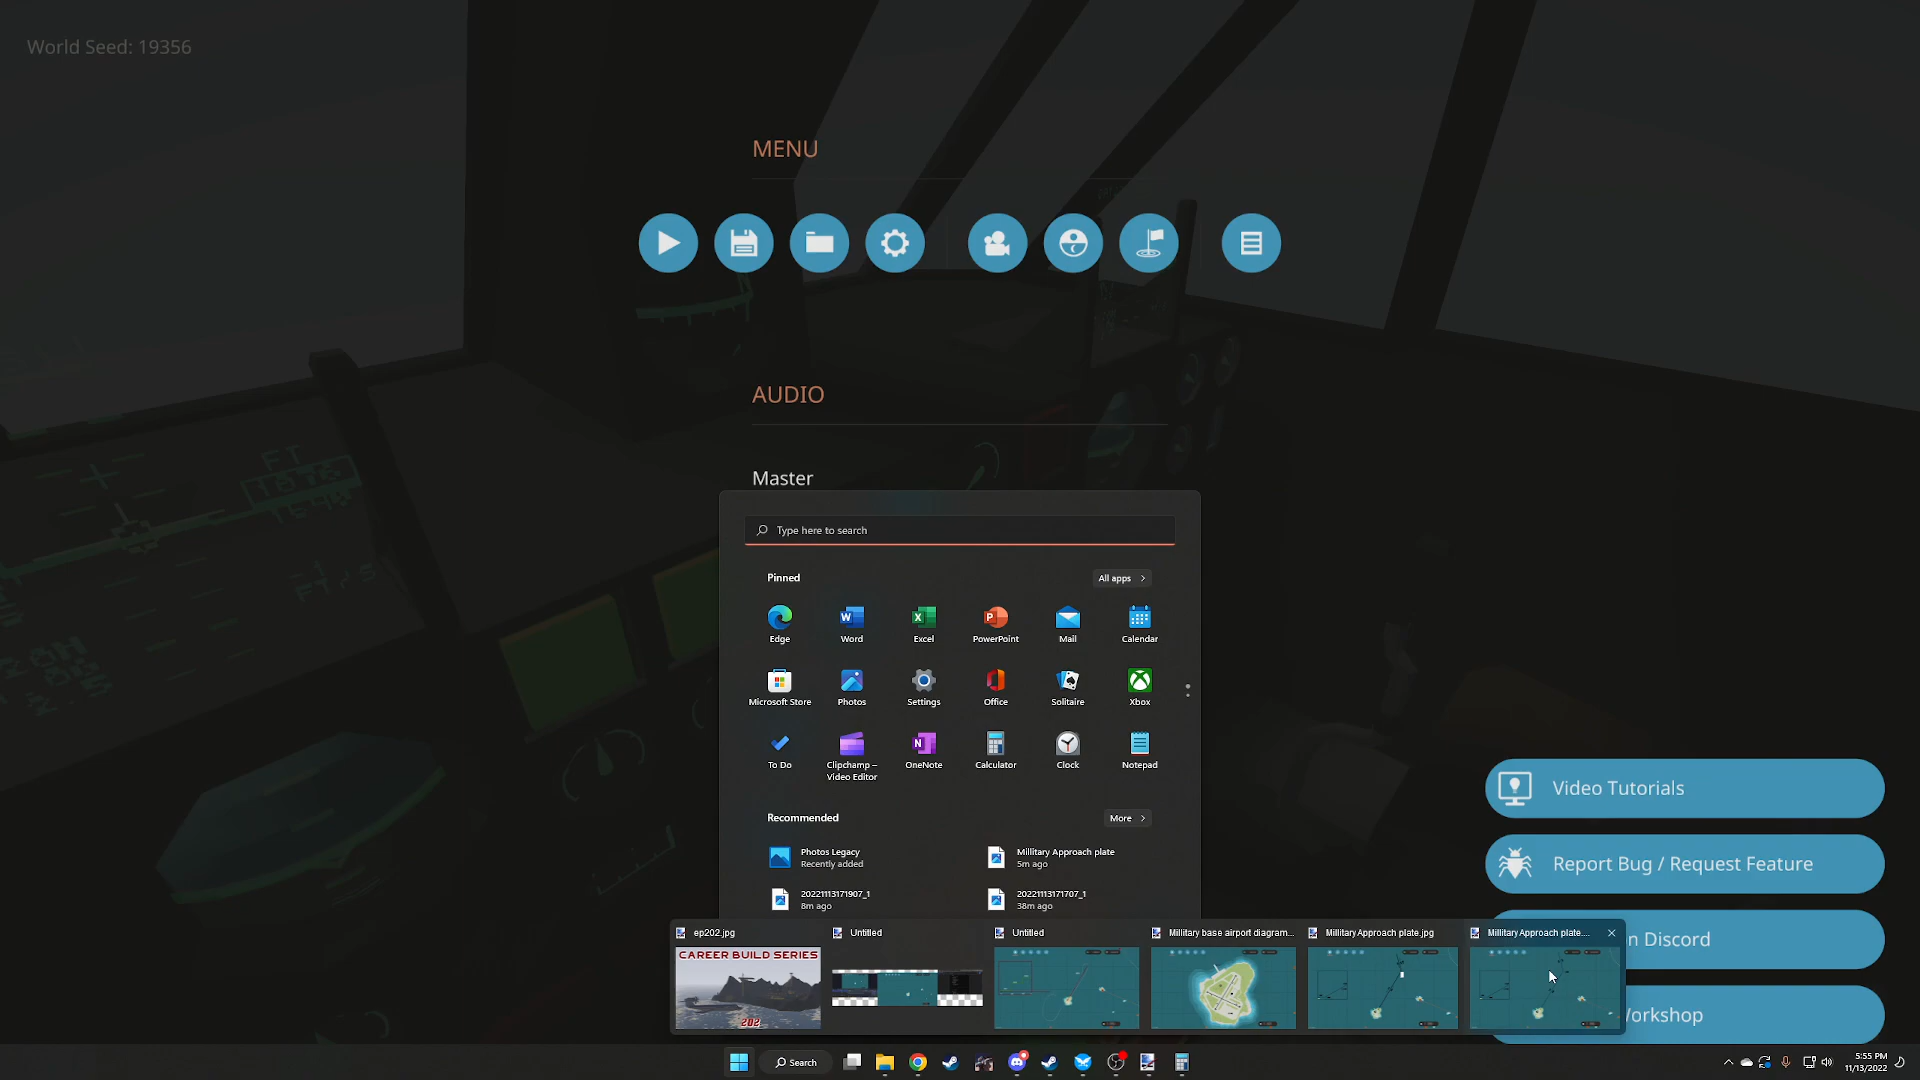 World Seed: 19356
MENU
AUDIO
Master
FT
FT/s
Type here to search
Pinned
All apps
Edge
Word
Excel
PowerPoint
Mail
Calendar
Microsoft Store
Photos
Settings
Office
Solitaire
Xbox
To Do
Clipchamp – Video Editor
OneNote
Calculator
Clock
Notepad
Recommended
More
Photos Legacy
Recently added
Millitary Approach plate
5m ago
20221113171907_1
8m ago
20221113171707_1
38m ago
Video Tutorials
Report Bug / Request Feature
n Discord
Workshop
ep202.jpg
Untitled
Untitled
Millitary base airport diagram...
Millitary Approach plate.jpg
Millitary Approach plate....
CAREER BUILD SERIES
202
Search
5:55 PM
11/13/2022